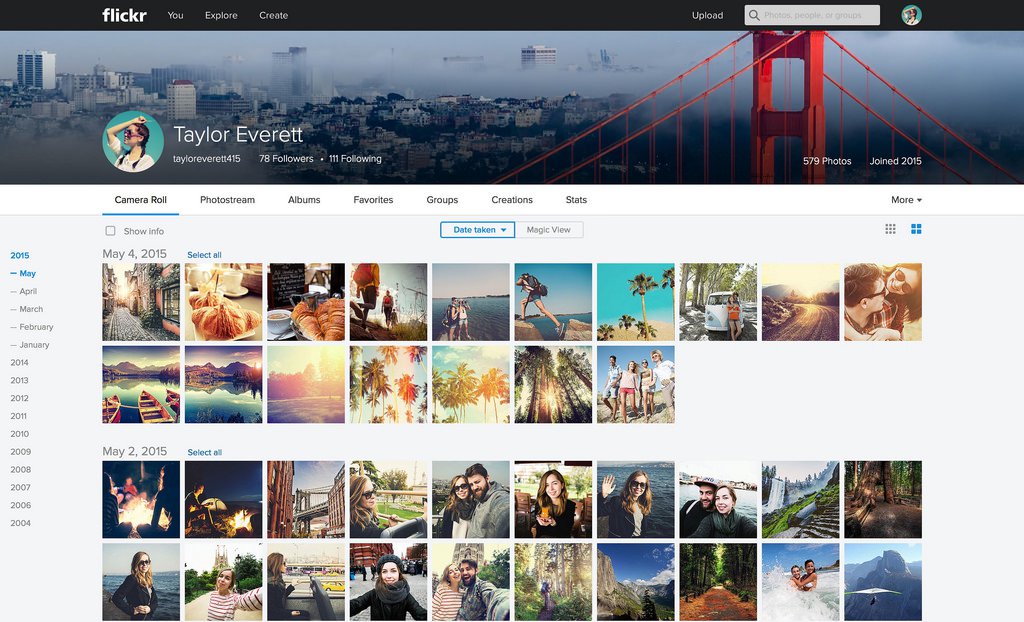 flickr You Explore Create Upload Photos, people, or groups
Taylor Everett
tayloreverett415 78 Followers • 111 Following 579 Photos Joined 2015
Camera Roll Photostream Albums Favorites Groups Creations Stats More
Show info Date taken Magic View
2015
May
April
March
February
January
2014
2013
2012
2011
2010
2009
2008
2007
2006
2004
May 4, 2015 Select all
May 2, 2015 Select all